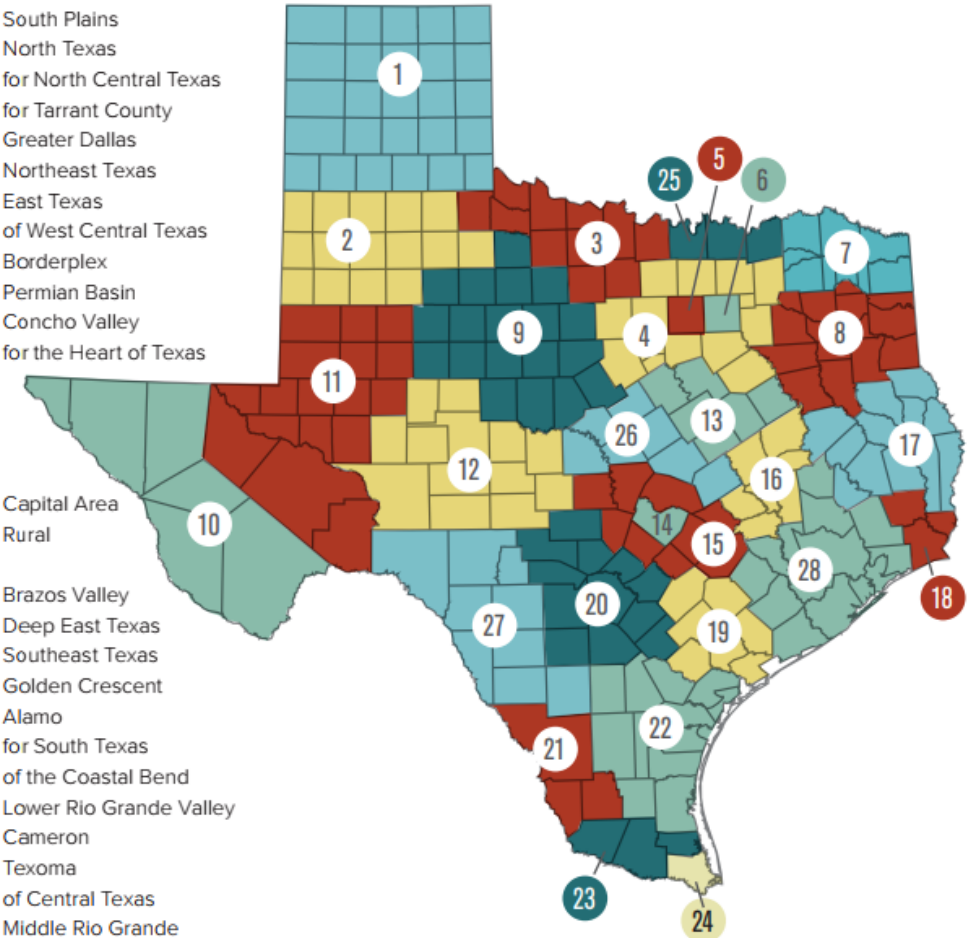 South Plains
North Texas
for North Central Texas
for Tarrant County
Greater Dallas
Northeast Texas
East Texas
of West Central Texas
Borderplex
Permian Basin
Concho Valley
for the Heart of Texas
Capital Area
Rural
Brazos Valley
Deep East Texas
Southeast Texas
Golden Crescent
Alamo
for South Texas
of the Coastal Bend
Lower Rio Grande Valley
Cameron
Texoma
of Central Texas
Middle Rio Grande
1
5
25
6
2
3
7
9
4
8
11
13
26
17
12
16
10
14
15
28
18
20
27
19
22
21
23
24